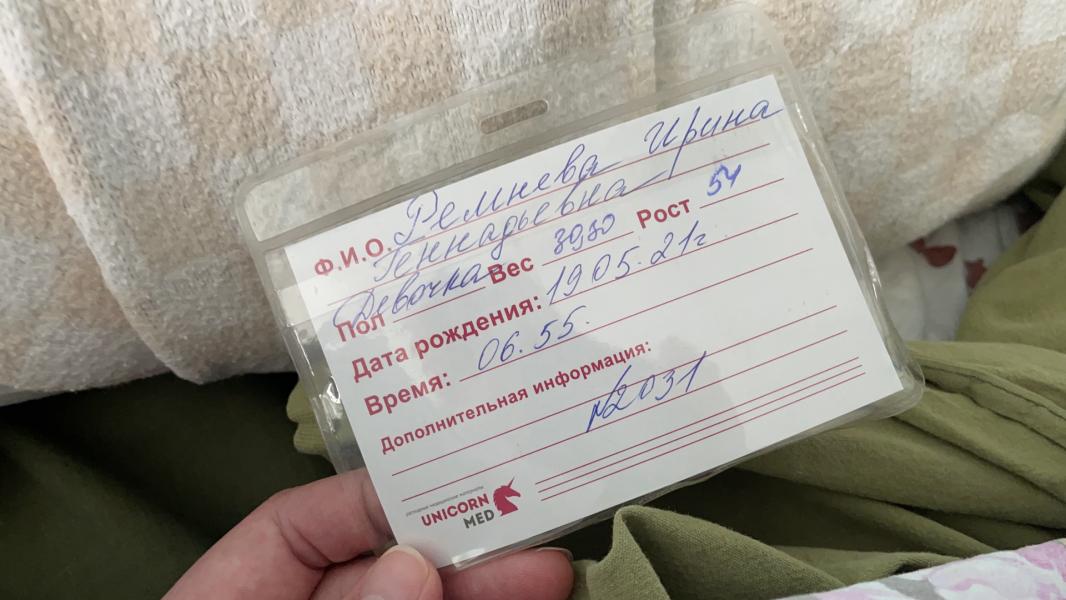 Ф.И.О. Ремнева Ирина
Геннадьевна
Пол Девочка Вес Рост 54
Дата рождения: 19.05.21г
Время: 06.55.
Дополнительная информация:
№2031
UNICORN
MED